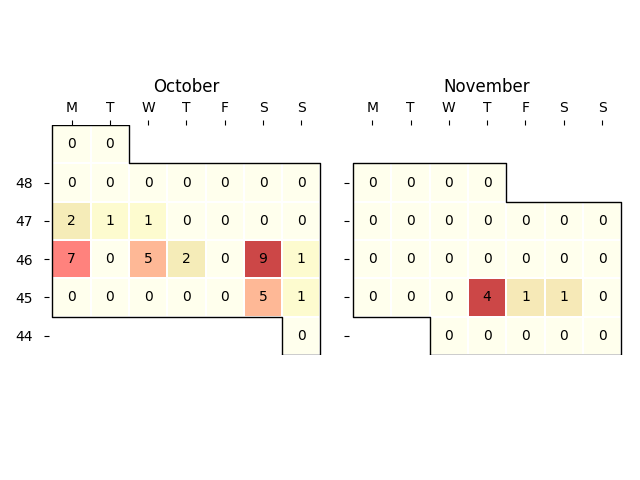 October November
M T W T F S S M T W T F S S
0 0
48 0 0 0 0 0 0 0 0 0 0 0
47 2 1 1 0 0 0 0 0 0 0 0 0 0 0
46 7 0 5 2 0 9 1 0 0 0 0 0 0 0
45 0 0 0 0 0 5 1 0 0 0 4 1 1 0
44 0 0 0 0 0 0